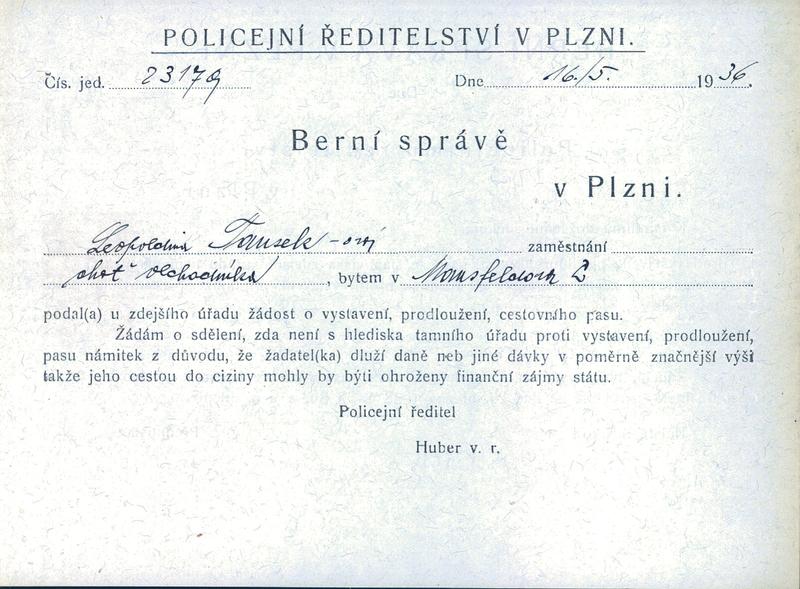 POLICEJNÍ ŘEDITELSTVÍ V PLZNI.
Čís. jed. 23179 Dne 16./5. 1936.
Berní správě
v Plzni.
Leopoldina Tausek-ová zaměstnání
choť obchodníka, bytem v Mansfeldova 2
podal(a) u zdejšího úřadu žádost o vystavení, prodloužení, cestovního pasu.
Žádám o sdělení, zda není s hlediska tamního úřadu proti vystavení, prodloužení,
pasu námitek z důvodu, že žadatel(ka) dluží daně neb jiné dávky v poměrně značnější výši
takže jeho cestou do ciziny mohly by býti ohroženy finanční zájmy státu.
Policejní ředitel
Huber v. r.